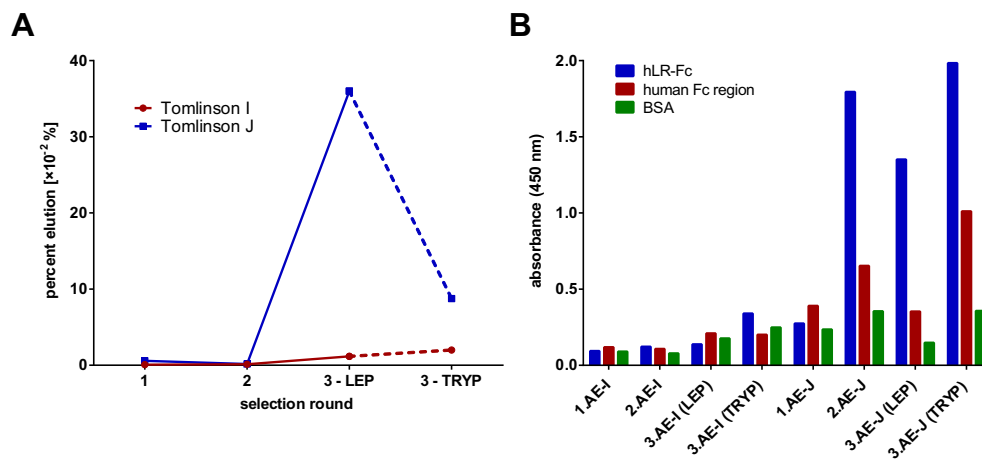 A
percent elution [×10⁻² %]
40
30
20
10
0
Tomlinson I
Tomlinson J
1
2
3 - LEP
3 - TRYP
selection round
B
absorbance (450 nm)
2.0
1.5
1.0
0.5
0.0
hLR-Fc
human Fc region
BSA
1.AE-I
2.AE-I
3.AE-I (LEP)
3.AE-I (TRYP)
1.AE-J
2.AE-J
3.AE-J (LEP)
3.AE-J (TRYP)